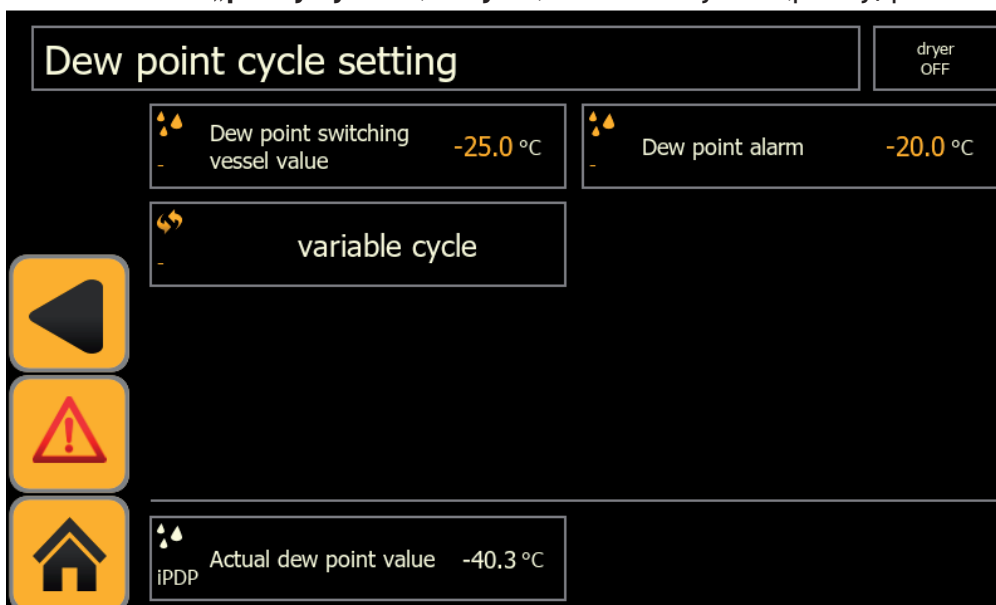 Dew point cycle setting
dryer
OFF
Dew point switching
vessel value
-25.0 °C
-
Dew point alarm
-20.0 °C
-
variable cycle
-
Actual dew point value
-40.3 °C
iPDP